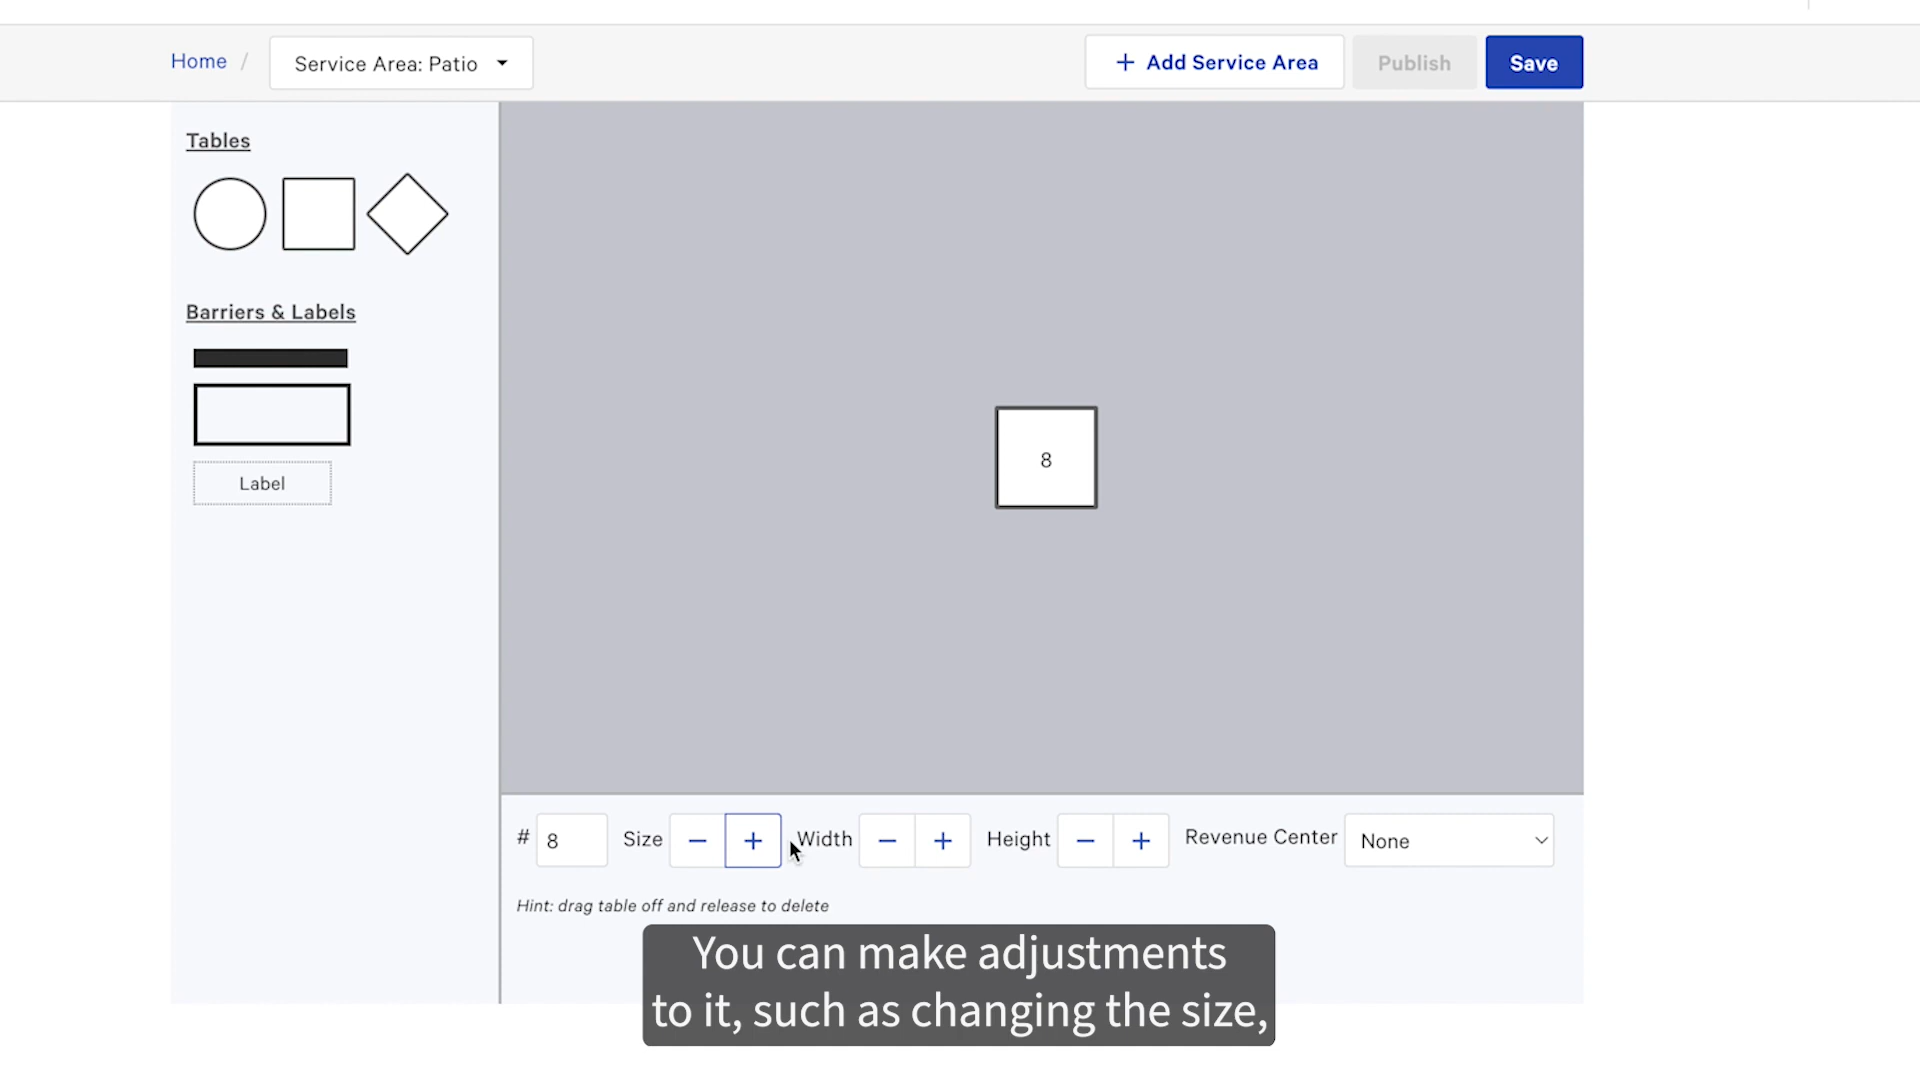 Home / Service Area: Patio + Add Service Area Publish Save
Tables
Barriers & Labels
8
Label
# 8 Size − + Width − + Height − + Revenue Center None
Hint: drag table off and release to delete
You can make adjustments
to it, such as changing the size,